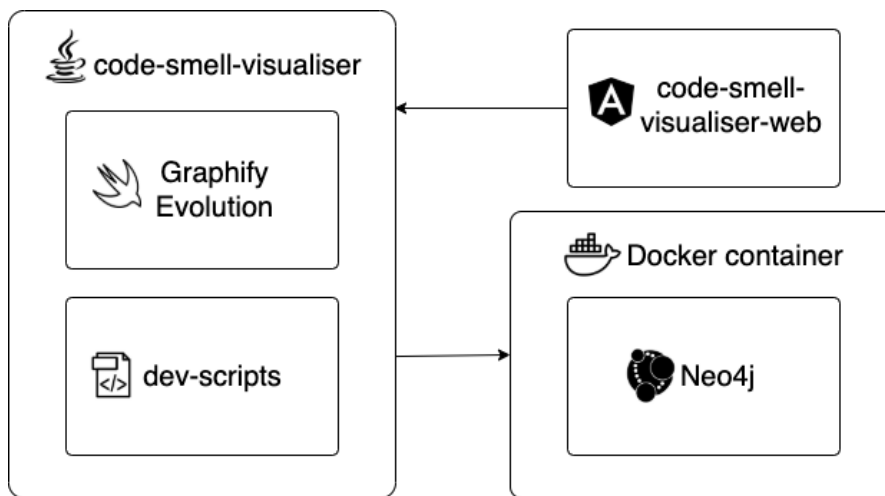 code-smell-visualiser
Graphify
Evolution
</>
dev-scripts
A
code-smell-
visualiser-web
Docker container
Neo4j